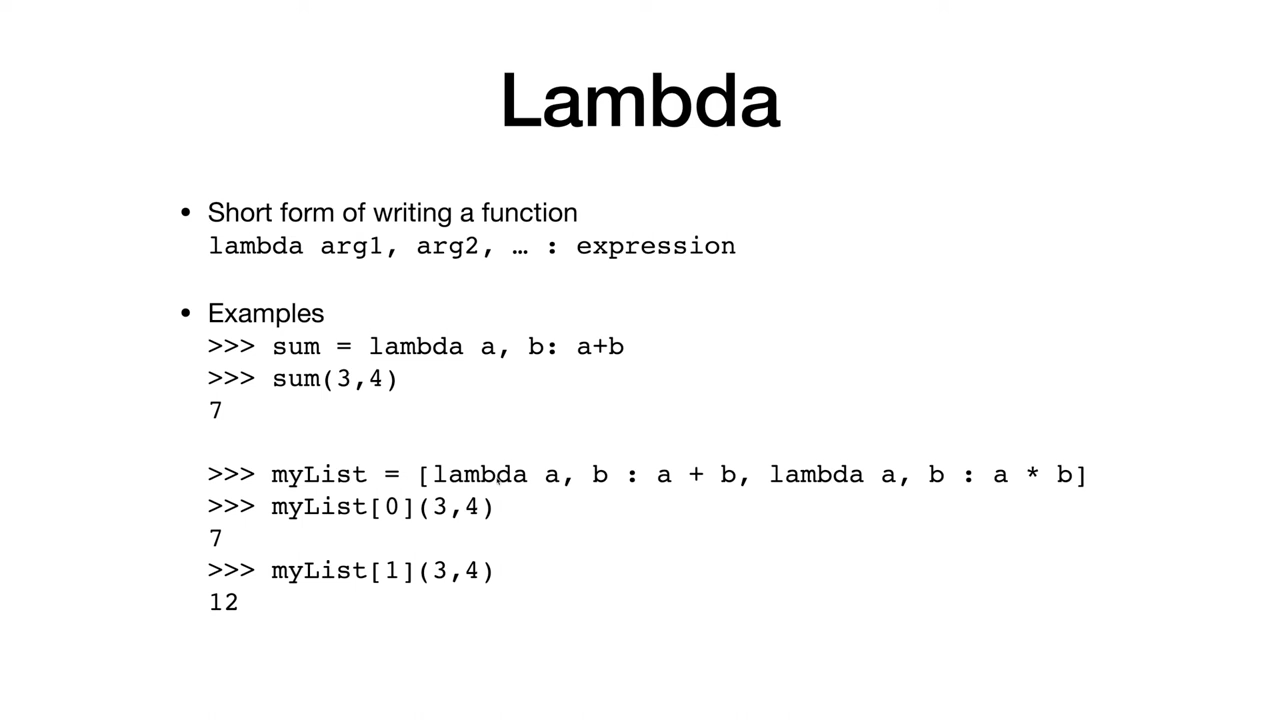 Lambda
• Short form of writing a function
lambda arg1, arg2, … : expression
• Examples
>>> sum = lambda a, b: a+b
>>> sum(3,4)
7
>>> myList = [lambda a, b : a + b, lambda a, b : a * b]
>>> myList[0](3,4)
7
>>> myList[1](3,4)
12